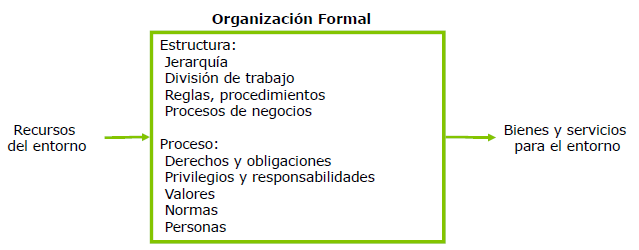 Organización Formal
Estructura:
Jerarquía
División de trabajo
Reglas, procedimientos
Procesos de negocios
Proceso:
Derechos y obligaciones
Privilegios y responsabilidades
Valores
Normas
Personas
Recursos
del entorno
Bienes y servicios
para el entorno